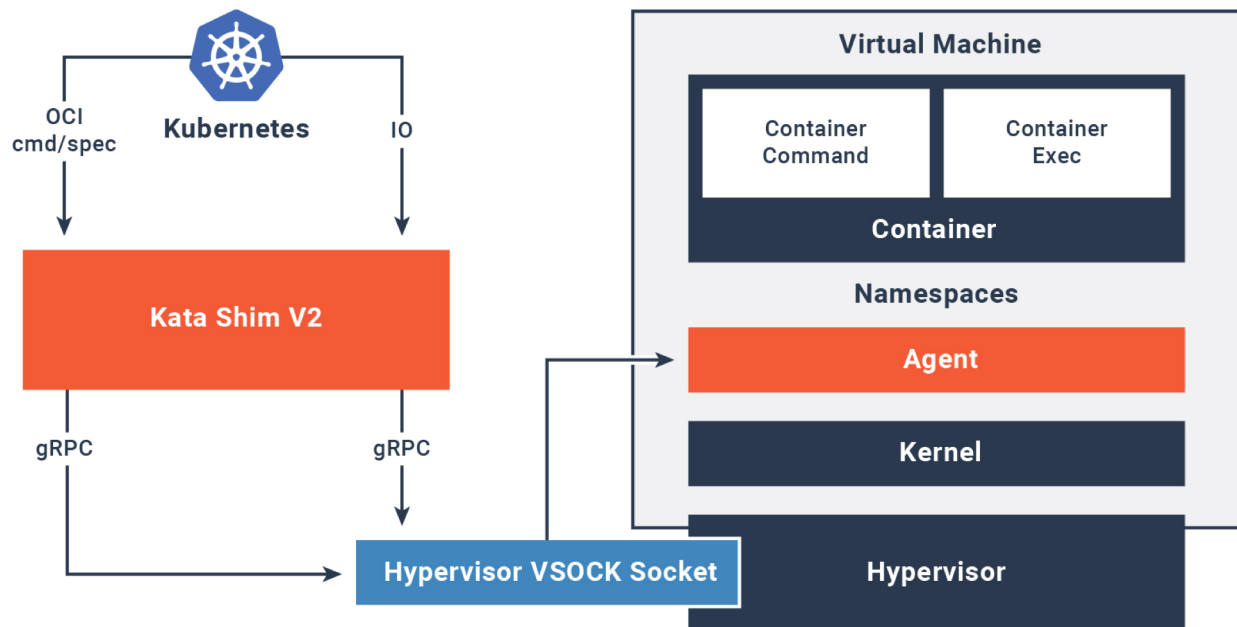 Kubernetes
OCI
cmd/spec
IO
Kata Shim V2
gRPC
gRPC
Hypervisor VSOCK Socket
Virtual Machine
Container
Command
Container
Exec
Container
Namespaces
Agent
Kernel
Hypervisor